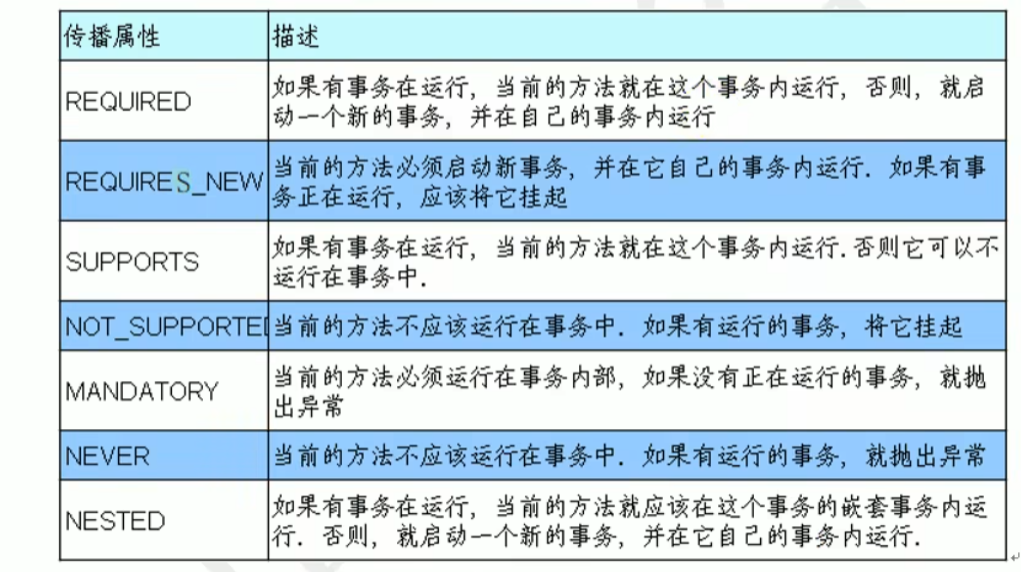 传播属性 描述
REQUIRED
如果有事务在运行，当前的方法就在这个事务内运行，否则，就启
动一个新的事务，并在自己的事务内运行
REQUIRES_NEW
当前的方法必须启动新事务，并在它自己的事务内运行．如果有事
务正在运行，应该将它挂起
SUPPORTS
如果有事务在运行，当前的方法就在这个事务内运行.否则它可以不
运行在事务中.
NOT_SUPPORTED 当前的方法不应该运行在事务中．如果有运行的事务，将它挂起
MANDATORY
当前的方法必须运行在事务内部，如果没有正在运行的事务，就抛
出异常
NEVER 当前的方法不应该运行在事务中．如果有运行的事务，就抛出异常
NESTED
如果有事务在运行，当前的方法就应该在这个事务的嵌套事务内运
行．否则，就启动一个新的事务，并在它自己的事务内运行．